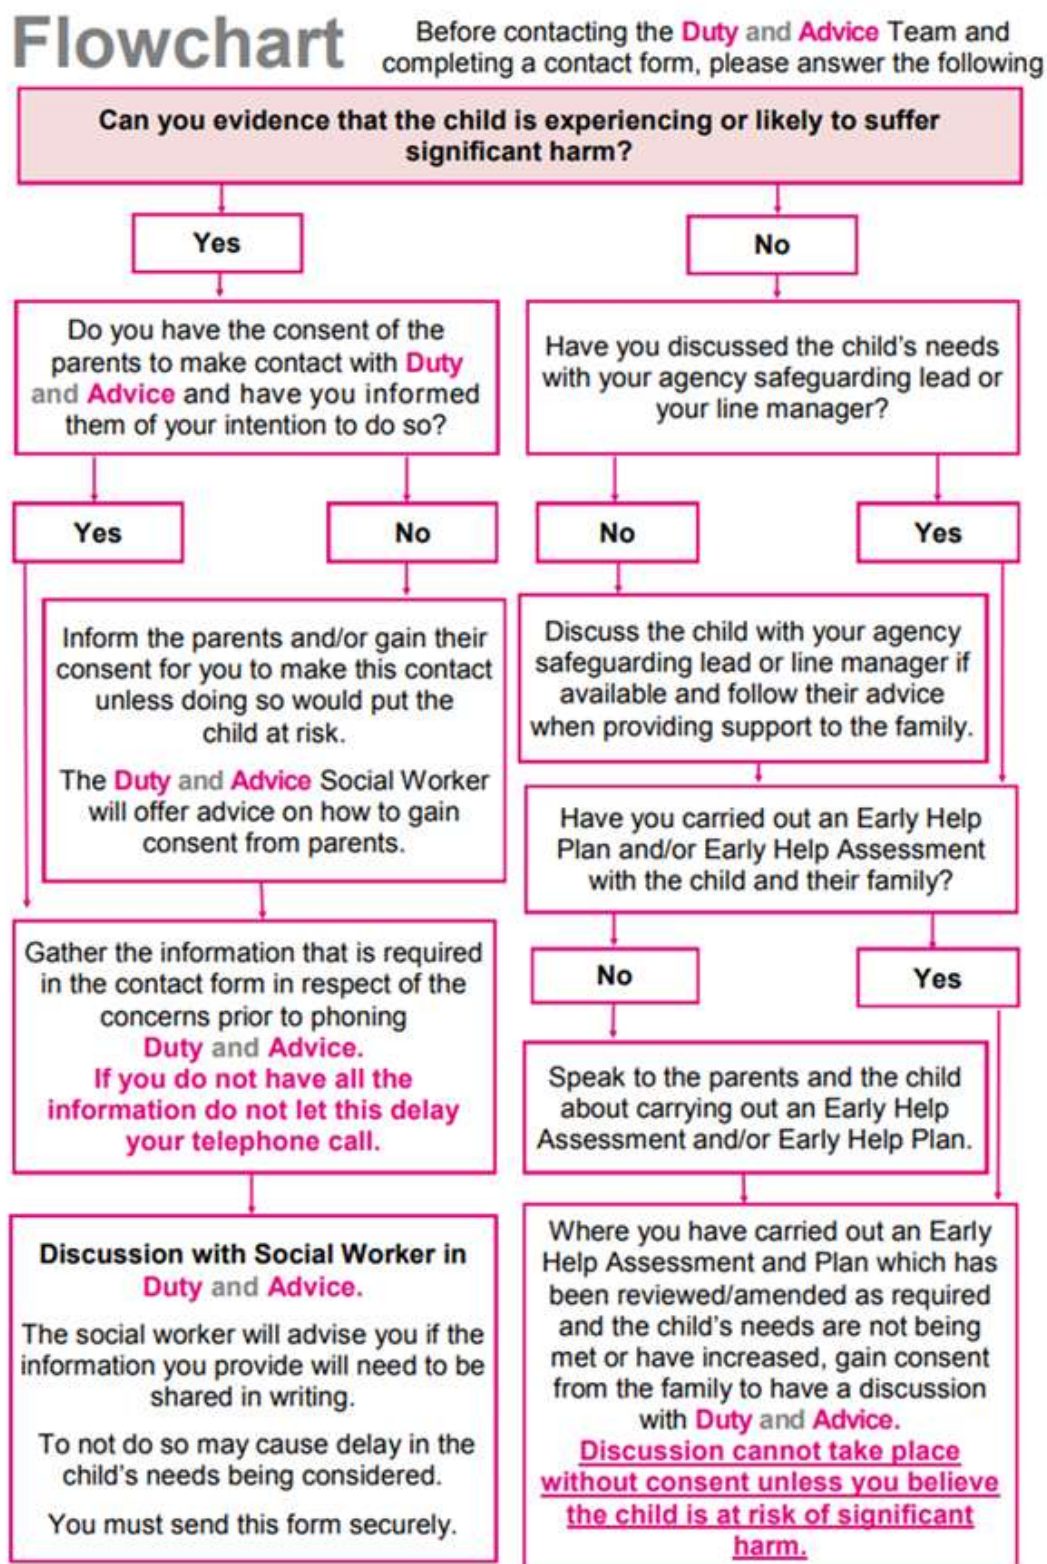 Flowchart
Before contacting the Duty and Advice Team and
completing a contact form, please answer the following
Can you evidence that the child is experiencing or likely to suffer
significant harm?
Yes
No
Do you have the consent of the
parents to make contact with Duty
and Advice and have you informed
them of your intention to do so?
Have you discussed the child's needs
with your agency safeguarding lead or
your line manager?
Yes
No
No
Yes
Inform the parents and/or gain their
consent for you to make this contact
unless doing so would put the
child at risk.
The Duty and Advice Social Worker
will offer advice on how to gain
consent from parents.
Discuss the child with your agency
safeguarding lead or line manager if
available and follow their advice
when providing support to the family.
Have you carried out an Early Help
Plan and/or Early Help Assessment
with the child and their family?
Gather the information that is required
in the contact form in respect of the
concerns prior to phoning
Duty and Advice.
If you do not have all the
information do not let this delay
your telephone call.
No
Yes
Speak to the parents and the child
about carrying out an Early Help
Assessment and/or Early Help Plan.
Discussion with Social Worker in
Duty and Advice.
The social worker will advise you if the
information you provide will need to be
shared in writing.
To not do so may cause delay in the
child's needs being considered.
You must send this form securely.
Where you have carried out an Early
Help Assessment and Plan which has
been reviewed/amended as required
and the child's needs are not being
met or have increased, gain consent
from the family to have a discussion
with Duty and Advice.
Discussion cannot take place
without consent unless you believe
the child is at risk of significant
harm.